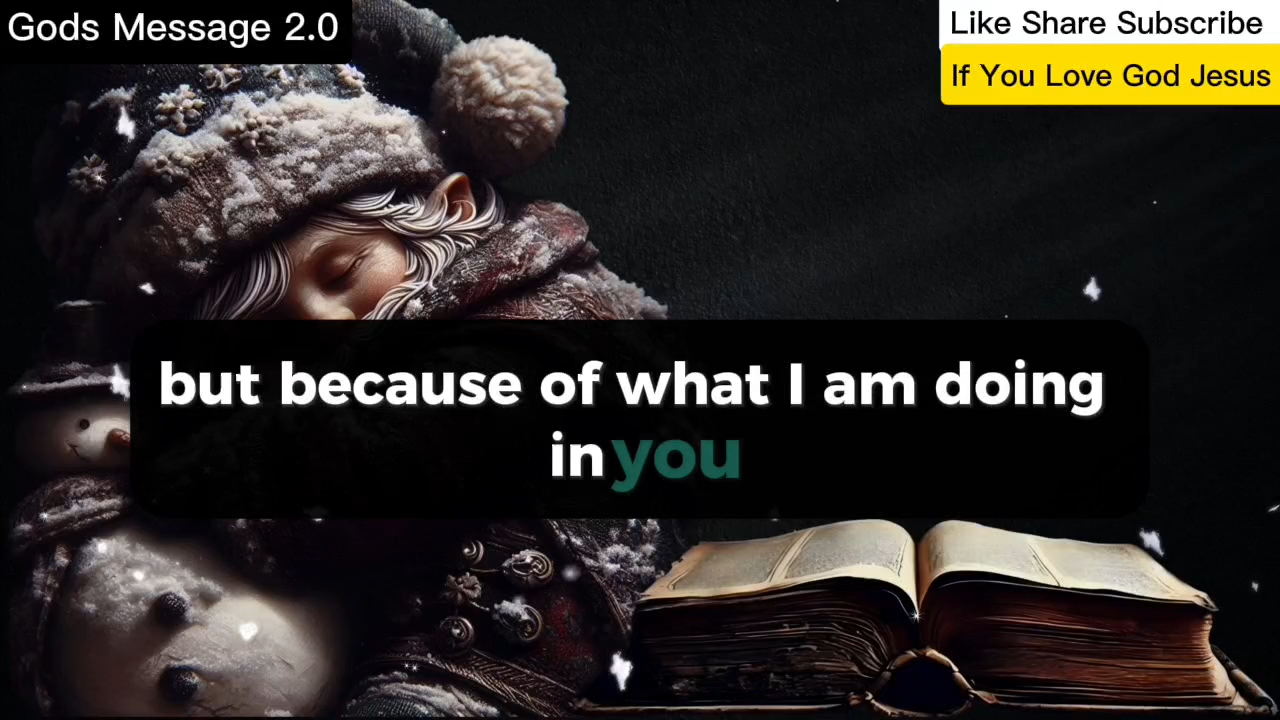 Gods Message 2.0
Like Share Subscribe
If You Love God Jesus
but because of what I am doing
in you